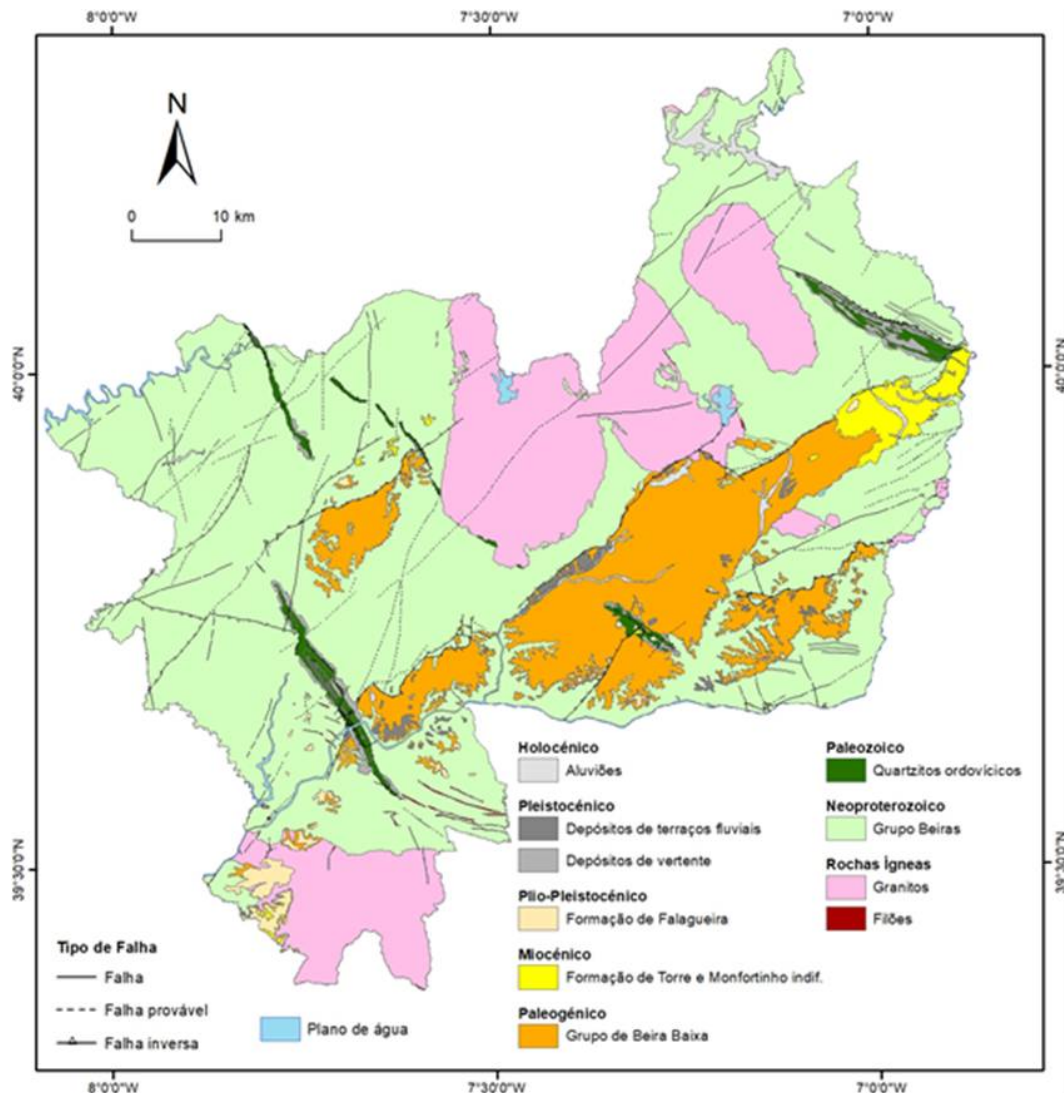 8°0'0"W
7°30'0"W
7°0'0"W
N
0 10 km
40°0'0"N
40°0'0"N
39°30'0"N
39°30'0"N
Holocénico
Aluviões
Pleistocénico
Depósitos de terraços fluviais
Depósitos de vertente
Plio-Pleistocénico
Formação de Falagueira
Miocénico
Formação de Torre e Monfortinho indif.
Paleogénico
Grupo de Beira Baixa
Paleozoico
Quartzitos ordovícicos
Neoproterozoico
Grupo Beiras
Rochas Ígneas
Granitos
Filões
Tipo de Falha
Falha
Falha provável
Falha inversa
Plano de água
8°0'0"W
7°30'0"W
7°0'0"W